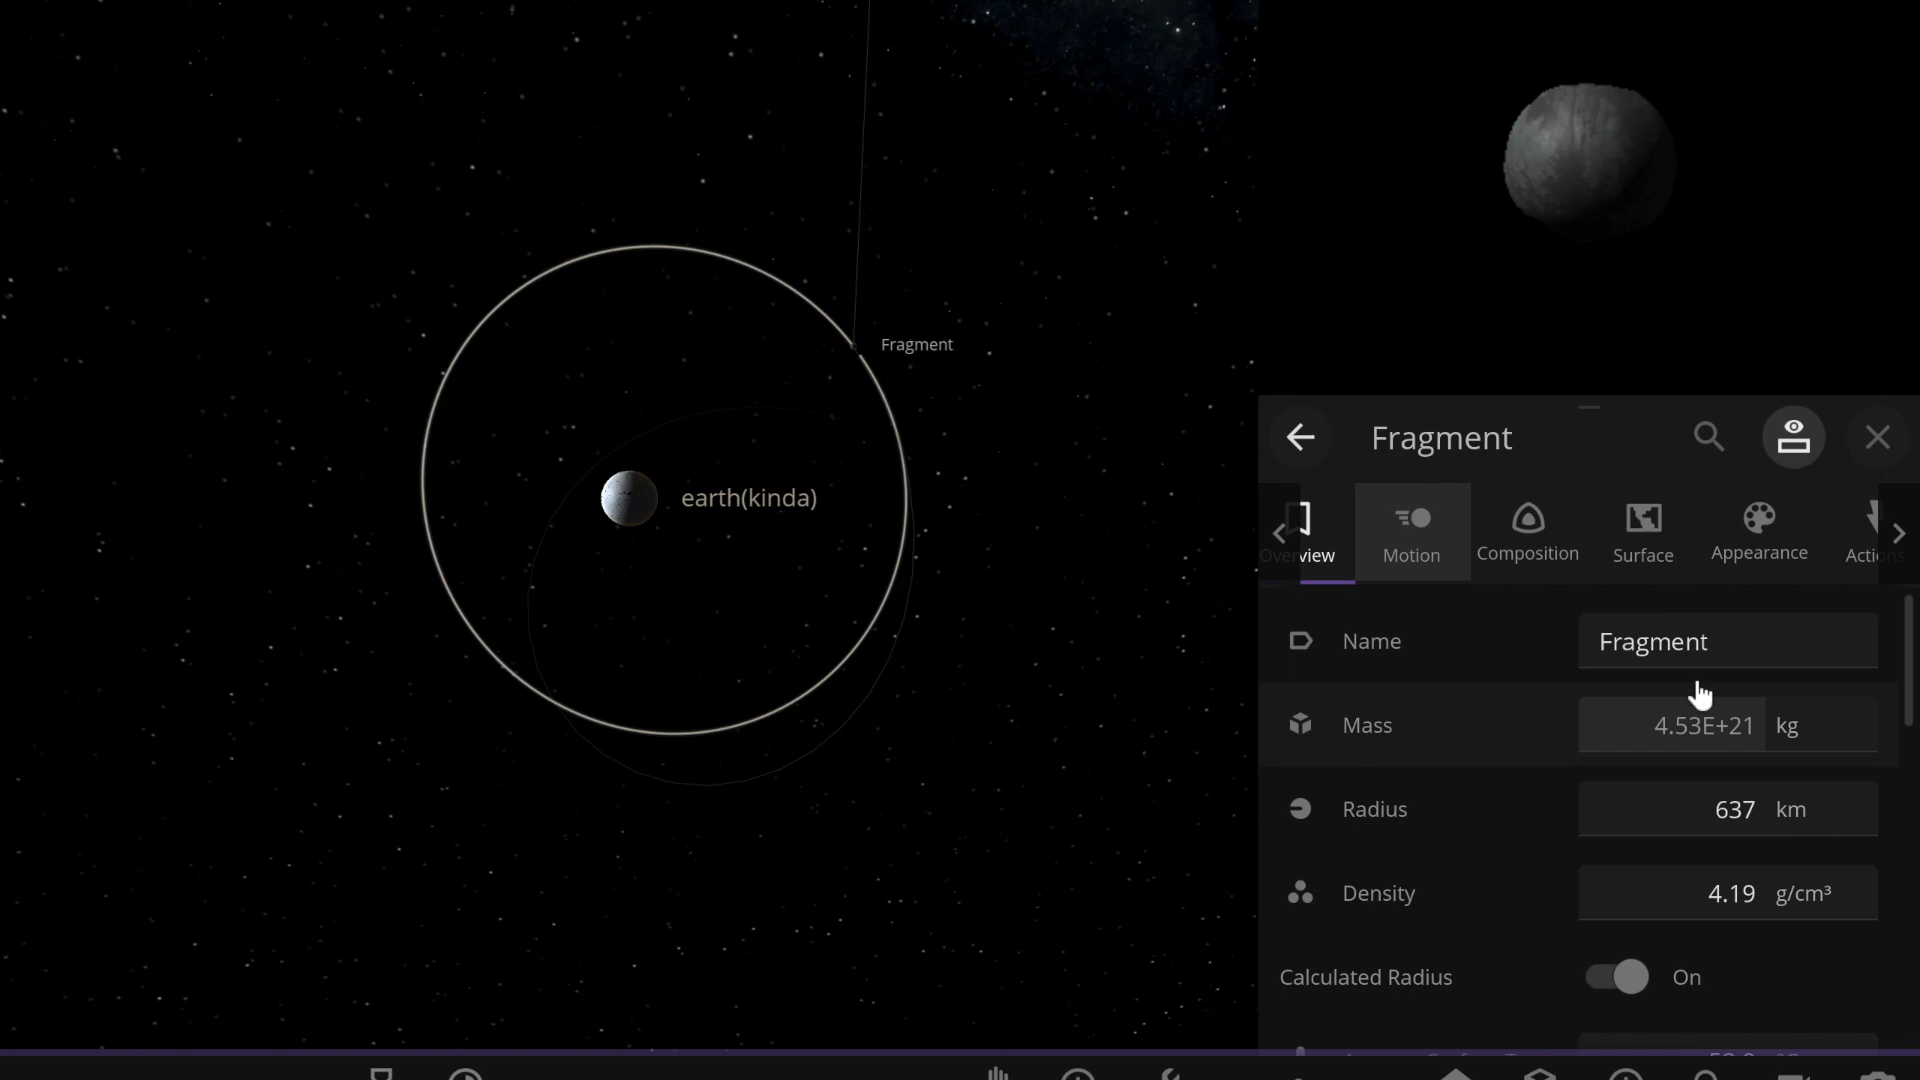 Fragment
earth(kinda)
Fragment
Overview
Motion
Composition
Surface
Appearance
Name
Fragment
Mass
4.53E+21 kg
Radius
637 km
Density
4.19 g/cm³
Calculated Radius
On